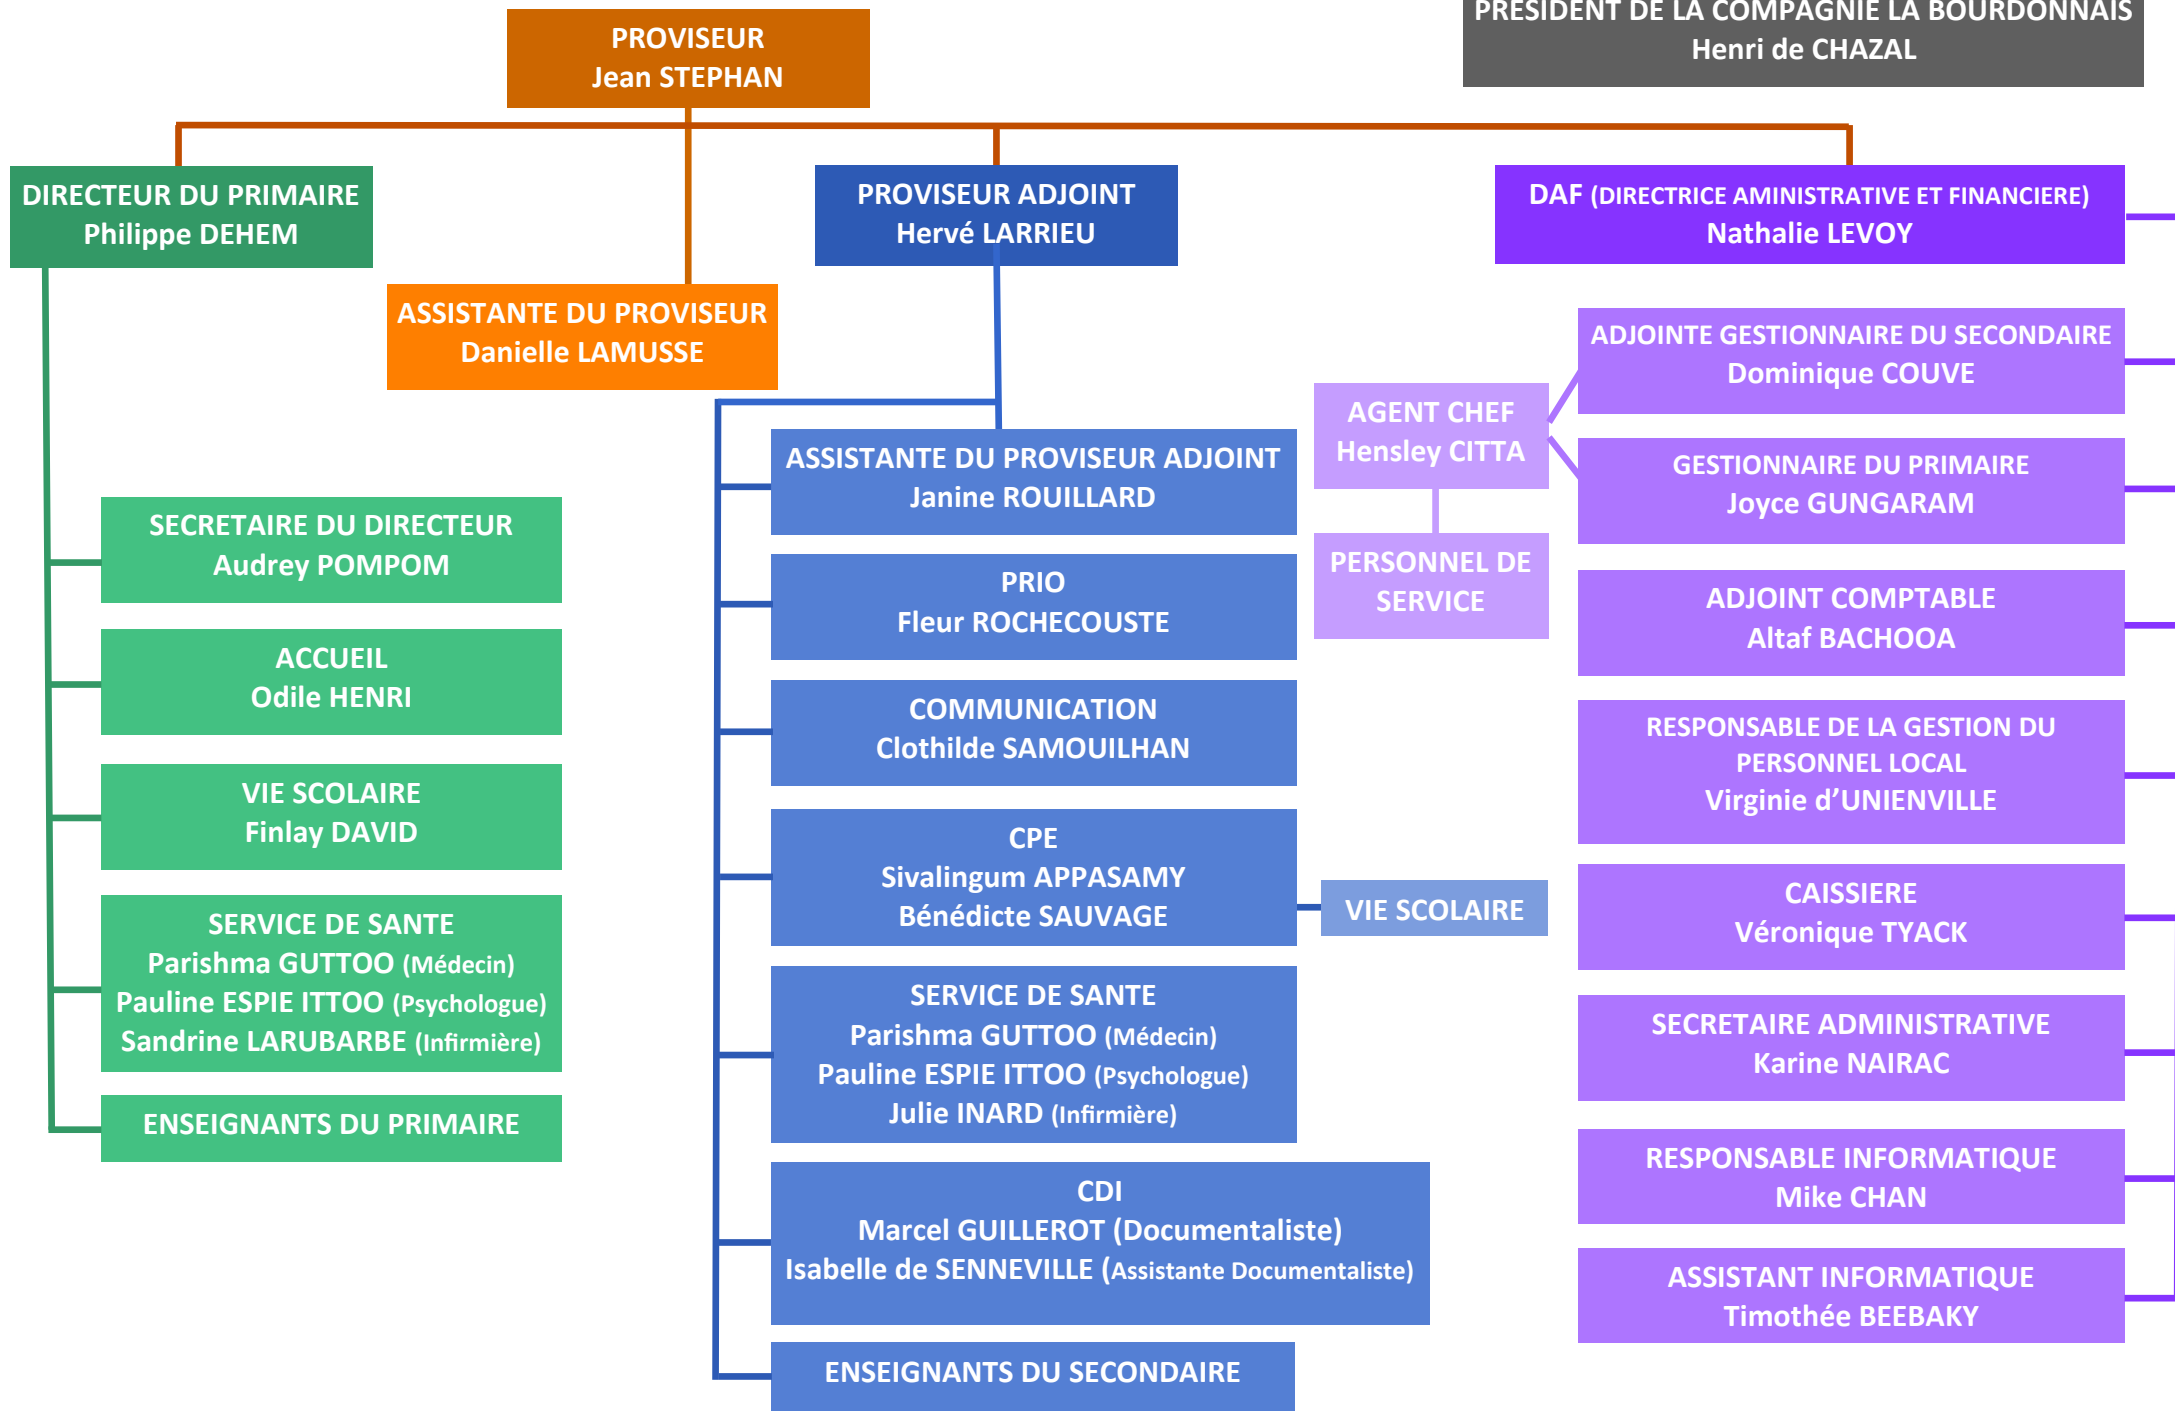 PROVISEUR
Jean STEPHAN
PRESIDENT DE LA COMPAGNIE LA BOURDONNAIS
Henri de CHAZAL
DIRECTEUR DU PRIMAIRE
Philippe DEHEM
PROVISEUR ADJOINT
Hervé LARRIEU
DAF (DIRECTRICE AMINISTRATIVE ET FINANCIERE)
Nathalie LEVOY
ASSISTANTE DU PROVISEUR
Danielle LAMUSSE
SECRETAIRE DU DIRECTEUR
Audrey POMPOM
ACCUEIL
Odile HENRI
VIE SCOLAIRE
Finlay DAVID
SERVICE DE SANTE
Parishma GUTTOO (Médecin)
Pauline ESPIE ITTOO (Psychologue)
Sandrine LARUBARBE (Infirmière)
ENSEIGNANTS DU PRIMAIRE
ASSISTANTE DU PROVISEUR ADJOINT
Janine ROUILLARD
PRIO
Fleur ROCHECOUSTE
COMMUNICATION
Clothilde SAMOUILHAN
CPE
Sivalingum APPASAMY
Bénédicte SAUVAGE
VIE SCOLAIRE
SERVICE DE SANTE
Parishma GUTTOO (Médecin)
Pauline ESPIE ITTOO (Psychologue)
Julie INARD (Infirmière)
CDI
Marcel GUILLEROT (Documentaliste)
Isabelle de SENNEVILLE (Assistante Documentaliste)
ENSEIGNANTS DU SECONDAIRE
AGENT CHEF
Hensley CITTA
PERSONNEL DE
SERVICE
ADJOINTE GESTIONNAIRE DU SECONDAIRE
Dominique COUVE
GESTIONNAIRE DU PRIMAIRE
Joyce GUNGARAM
ADJOINT COMPTABLE
Altaf BACHOOA
RESPONSABLE DE LA GESTION DU
PERSONNEL LOCAL
Virginie d’UNIENVILLE
CAISSIERE
Véronique TYACK
SECRETAIRE ADMINISTRATIVE
Karine NAIRAC
RESPONSABLE INFORMATIQUE
Mike CHAN
ASSISTANT INFORMATIQUE
Timothée BEEBAKY